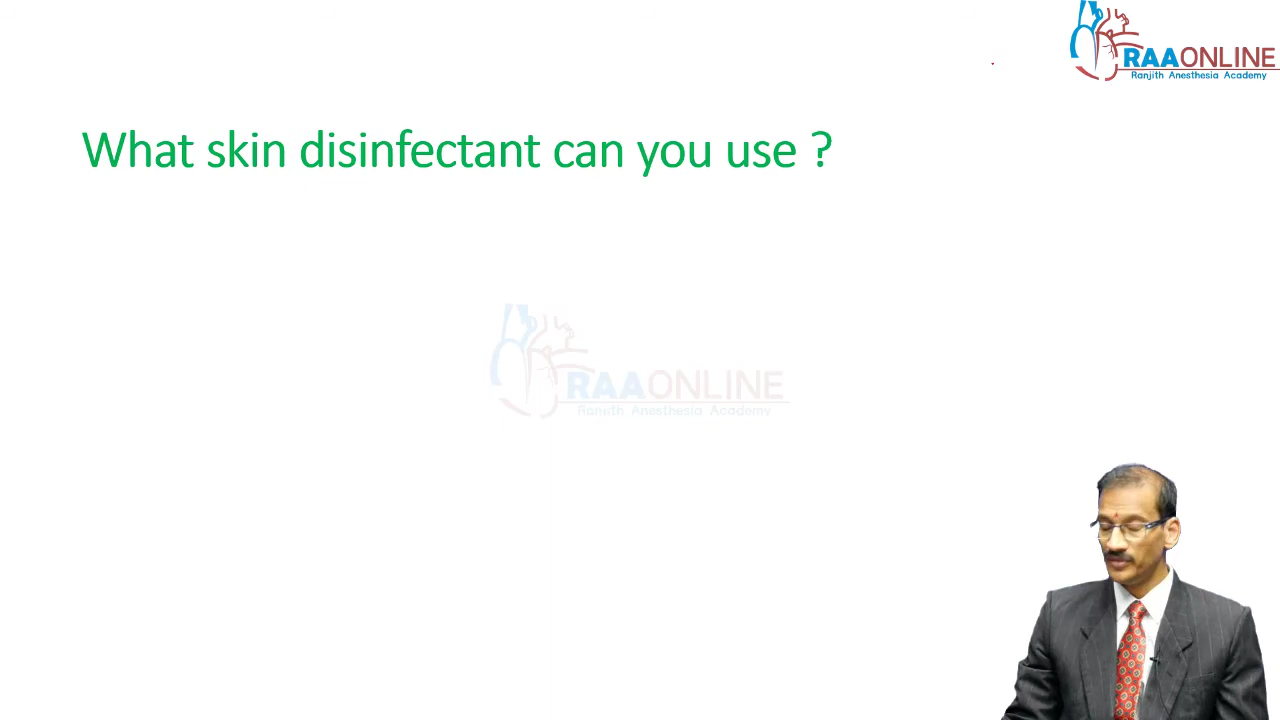 RAAONLINE
Ranjith Anesthesia Academy
What skin disinfectant can you use ?
RAAONLINE
Ranjith Anesthesia Academy